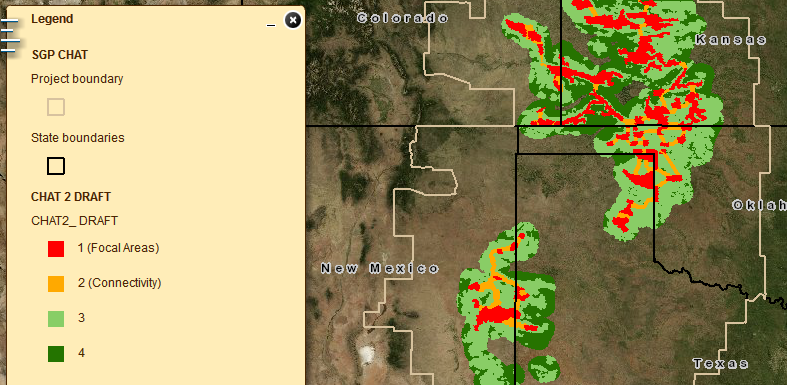 Legend
SGP CHAT
Project boundary
State boundaries
CHAT 2 DRAFT
CHAT2_ DRAFT
1 (Focal Areas)
2 (Connectivity)
3
4
Colorado
Kansas
Oklah
New Mexico
Texas